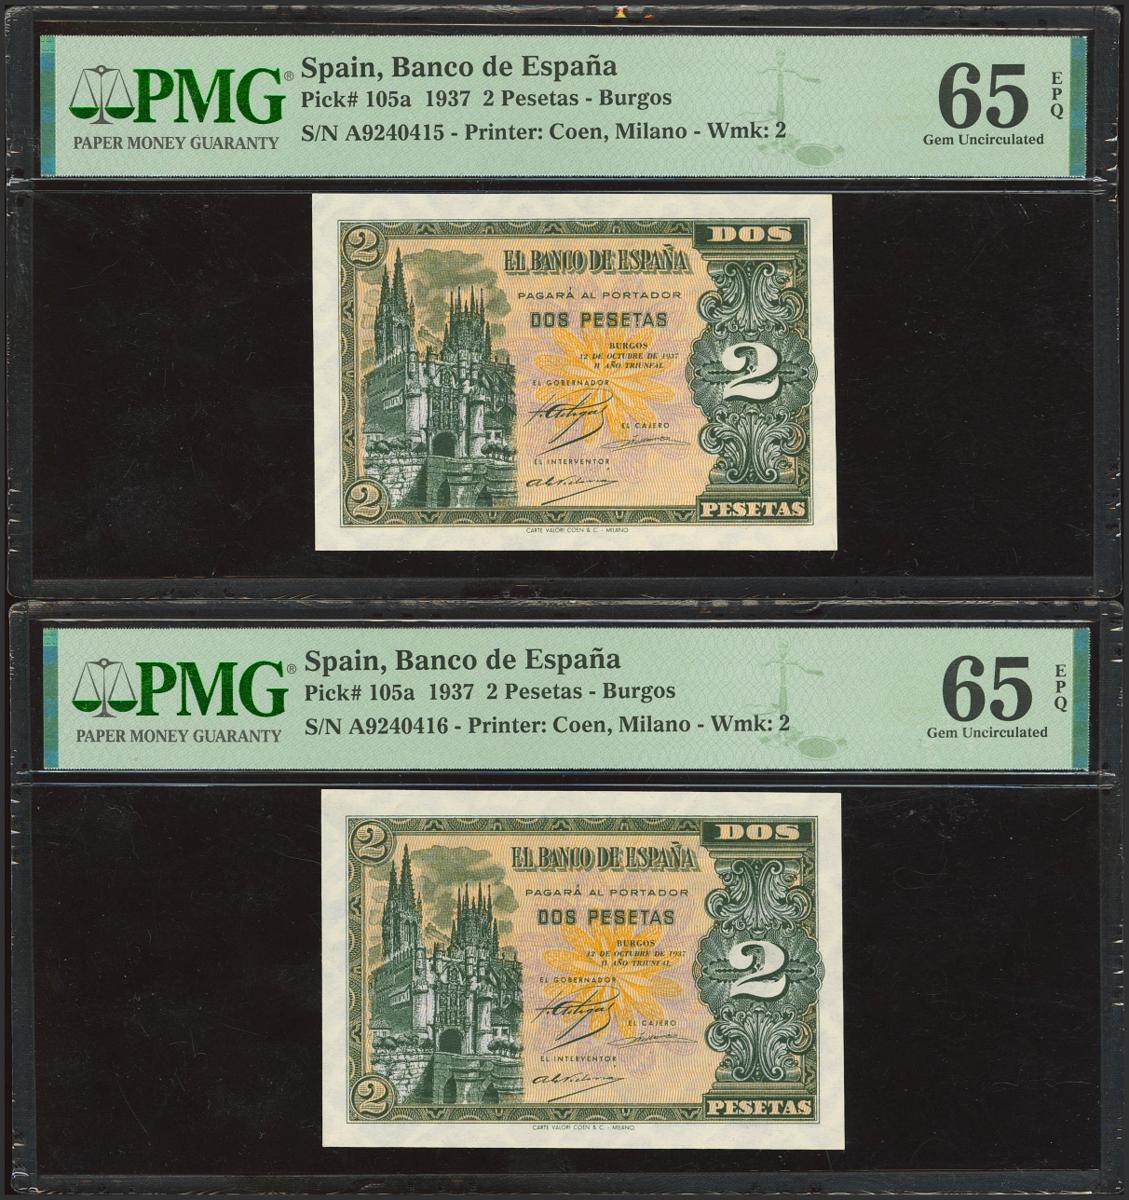 PMG®
PAPER MONEY GUARANTY
Spain, Banco de España
Pick# 105a 1937 2 Pesetas - Burgos
S/N A9240415 - Printer: Coen, Milano - Wmk: 2
65
EPQ
Gem Uncirculated
2
DOS
EL BANCO DE ESPAÑA
PAGARÁ AL PORTADOR
DOS PESETAS
BURGOS
12 DE OCTUBRE DE 1937
II AÑO TRIUNFAL
2
EL GOBERNADOR
EL CAJERO
EL INTERVENTOR
2
PESETAS
CARTE VALORI COEN & C. - MILANO
PMG®
PAPER MONEY GUARANTY
Spain, Banco de España
Pick# 105a 1937 2 Pesetas - Burgos
S/N A9240416 - Printer: Coen, Milano - Wmk: 2
65
EPQ
Gem Uncirculated
2
DOS
EL BANCO DE ESPAÑA
PAGARÁ AL PORTADOR
DOS PESETAS
BURGOS
12 DE OCTUBRE DE 1937
II AÑO TRIUNFAL
2
EL GOBERNADOR
EL CAJERO
EL INTERVENTOR
2
PESETAS
CARTE VALORI COEN & C. - MILANO